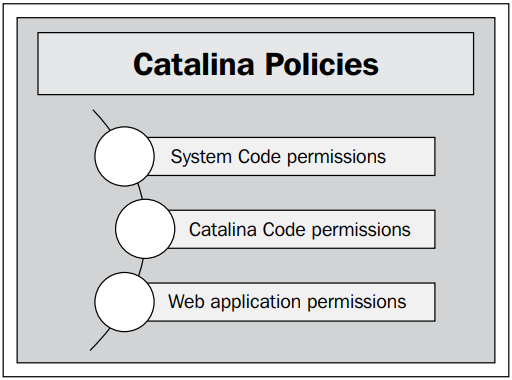 Catalina Policies
System Code permissions
Catalina Code permissions
Web application permissions